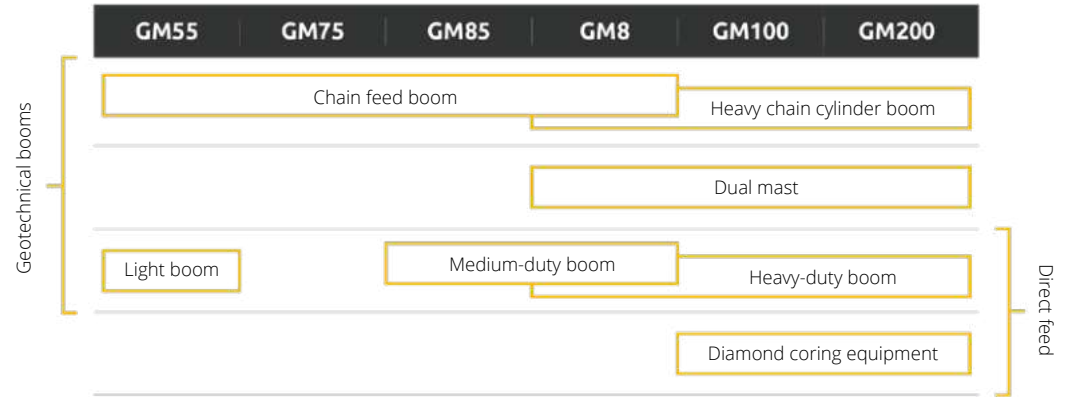 GM55 GM75 GM85 GM8 GM100 GM200
Geotechnical booms
Chain feed boom
Heavy chain cylinder boom
Dual mast
Light boom
Medium-duty boom
Heavy-duty boom
Diamond coring equipment
Direct feed